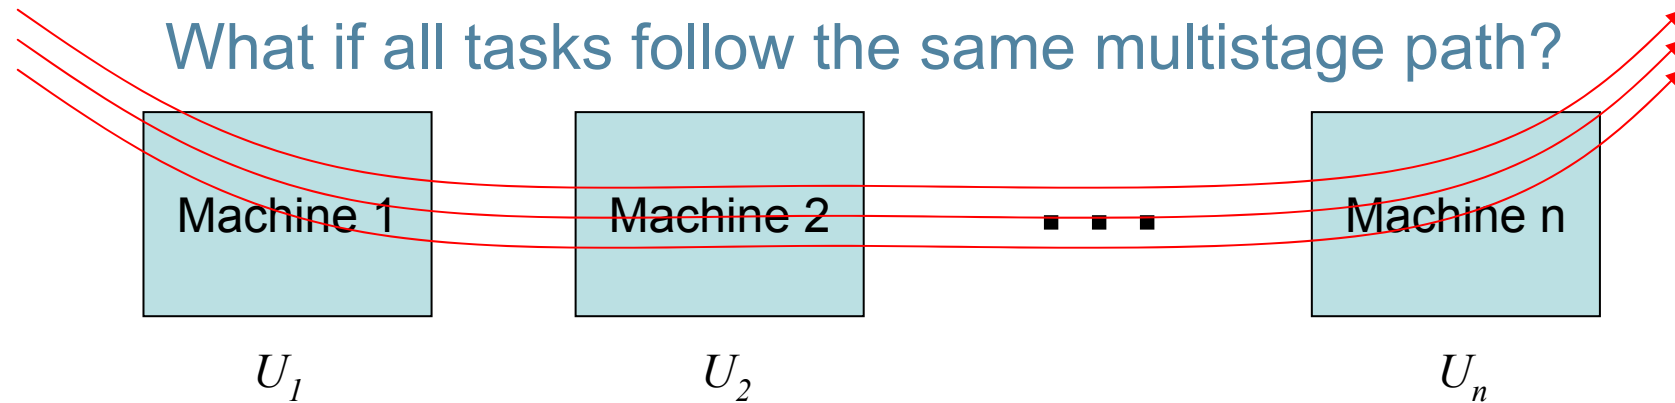 What if all tasks follow the same multistage path?
Machine 1 Machine 2 ... Machine n
U1 U2 Un